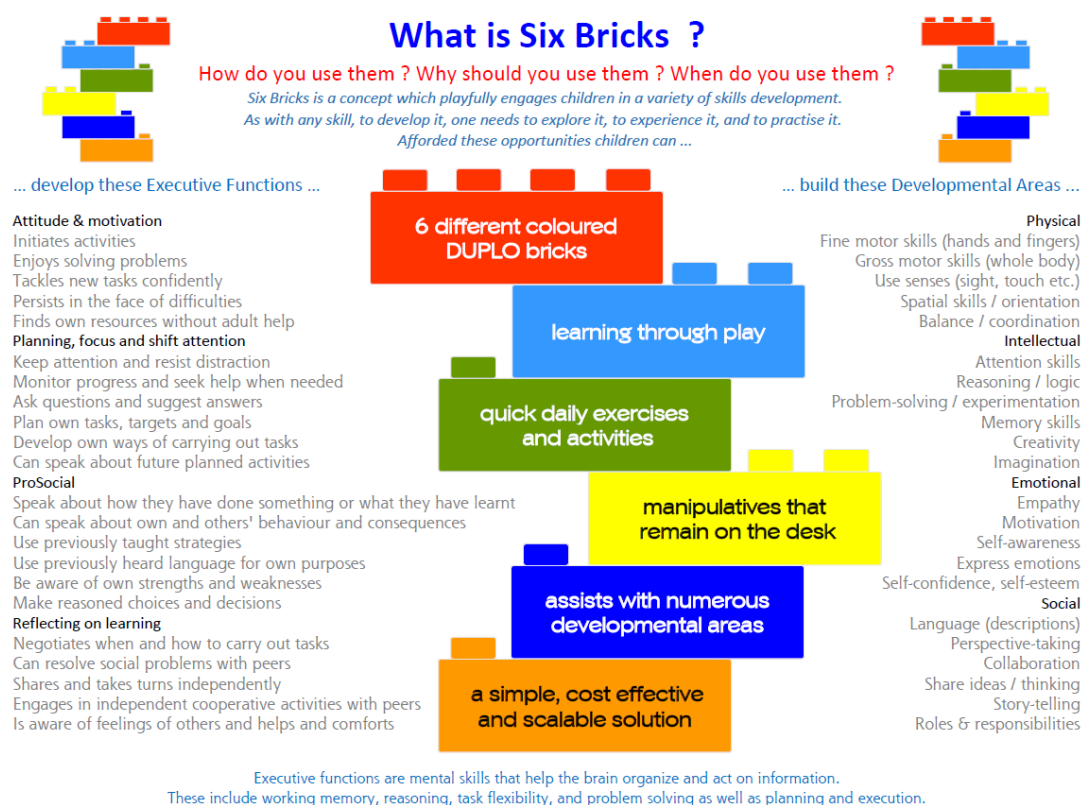 What is Six Bricks ?
How do you use them ? Why should you use them ? When do you use them ?
Six Bricks is a concept which playfully engages children in a variety of skills development.
As with any skill, to develop it, one needs to explore it, to experience it, and to practise it.
Afforded these opportunities children can ...
... develop these Executive Functions ...
Attitude & motivation
Initiates activities
Enjoys solving problems
Tackles new tasks confidently
Persists in the face of difficulties
Finds own resources without adult help
Planning, focus and shift attention
Keep attention and resist distraction
Monitor progress and seek help when needed
Ask questions and suggest answers
Plan own tasks, targets and goals
Develop own ways of carrying out tasks
Can speak about future planned activities
ProSocial
Speak about how they have done something or what they have learnt
Can speak about own and others' behaviour and consequences
Use previously taught strategies
Use previously heard language for own purposes
Be aware of own strengths and weaknesses
Make reasoned choices and decisions
Reflecting on learning
Negotiates when and how to carry out tasks
Can resolve social problems with peers
Shares and takes turns independently
Engages in independent cooperative activities with peers
Is aware of feelings of others and helps and comforts
6 different coloured
DUPLO bricks
learning through play
quick daily exercises
and activities
manipulatives that
remain on the desk
assists with numerous
developmental areas
a simple, cost effective
and scalable solution
... build these Developmental Areas ...
Physical
Fine motor skills (hands and fingers)
Gross motor skills (whole body)
Use senses (sight, touch etc.)
Spatial skills / orientation
Balance / coordination
Intellectual
Attention skills
Reasoning / logic
Problem-solving / experimentation
Memory skills
Creativity
Imagination
Emotional
Empathy
Motivation
Self-awareness
Express emotions
Self-confidence, self-esteem
Social
Language (descriptions)
Perspective-taking
Collaboration
Share ideas / thinking
Story-telling
Roles & responsibilities
Executive functions are mental skills that help the brain organize and act on information.
These include working memory, reasoning, task flexibility, and problem solving as well as planning and execution.